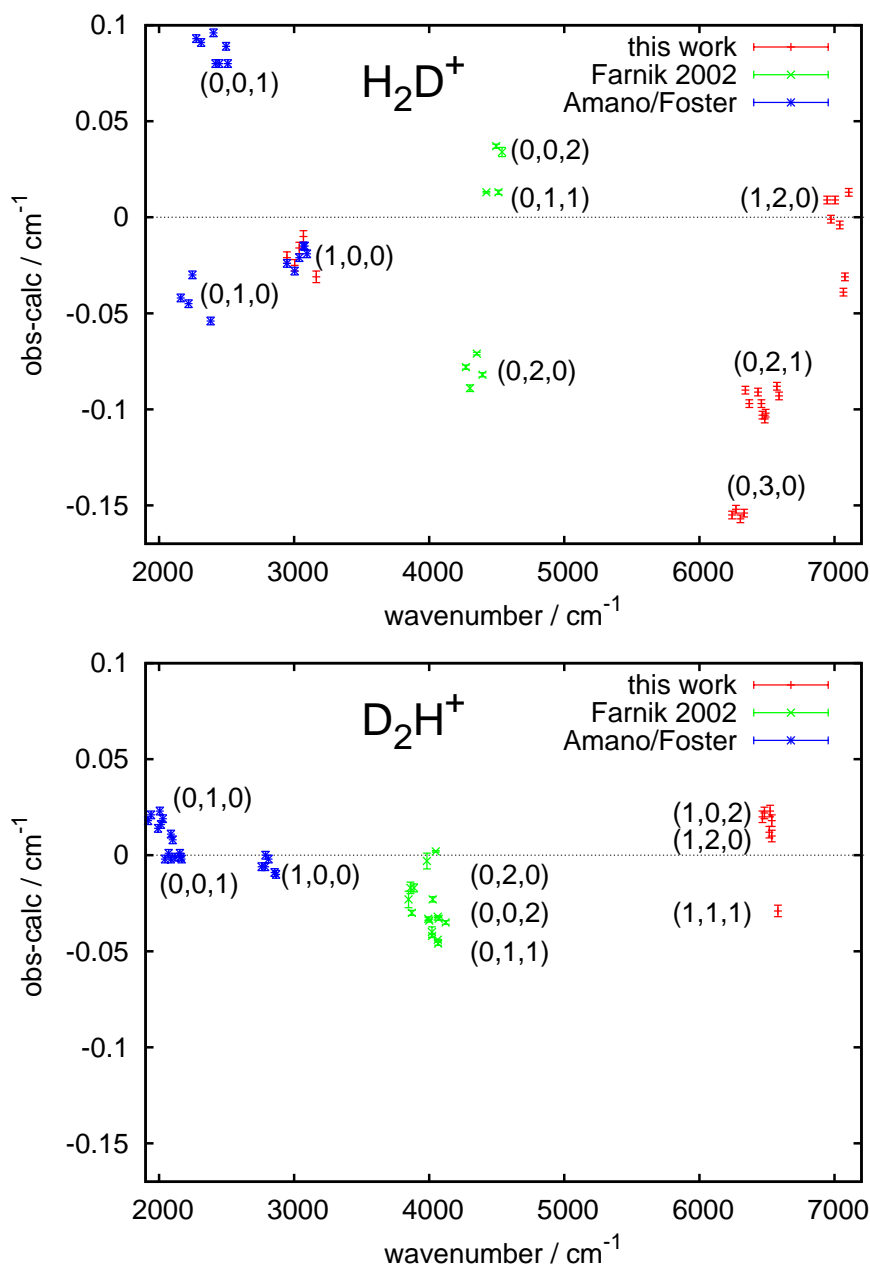 0.1
0.05
0
-0.05
-0.1
-0.15
obs-calc / cm⁻¹
H₂D⁺
this work
Farnik 2002
Amano/Foster
(0,0,1)
(0,0,2)
(0,1,1)
(1,2,0)
(1,0,0)
(0,1,0)
(0,2,0)
(0,2,1)
(0,3,0)
2000 3000 4000 5000 6000 7000
wavenumber / cm⁻¹
0.1
0.05
0
-0.05
-0.1
-0.15
obs-calc / cm⁻¹
D₂H⁺
this work
Farnik 2002
Amano/Foster
(0,1,0)
(1,0,2)
(1,2,0)
(0,0,1)
(1,0,0)
(0,2,0)
(0,0,2)
(1,1,1)
(0,1,1)
2000 3000 4000 5000 6000 7000
wavenumber / cm⁻¹